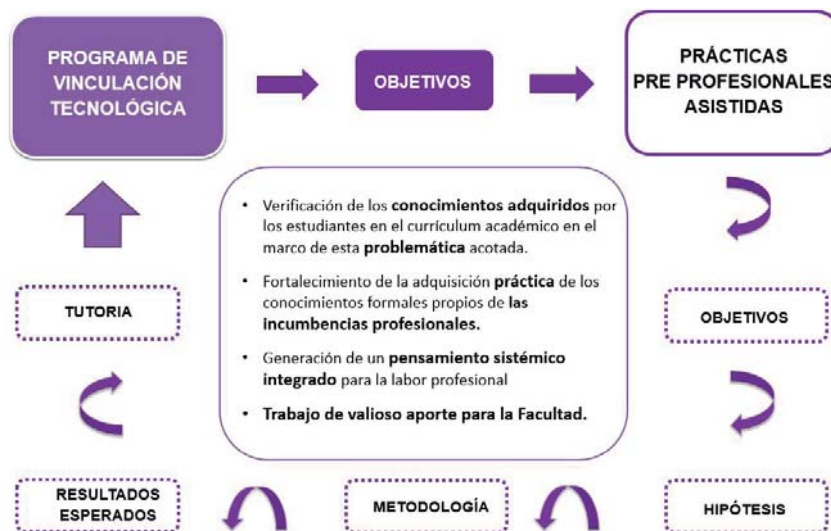 PROGRAMA DE
VINCULACIÓN
TECNOLÓGICA
OBJETIVOS
PRÁCTICAS
PRE PROFESIONALES
ASISTIDAS
• Verificación de los conocimientos adquiridos por
los estudiantes en el currículum académico en el
marco de esta problemática acotada.
• Fortalecimiento de la adquisición práctica de los
conocimientos formales propios de las
incumbencias profesionales.
• Generación de un pensamiento sistémico
integrado para la labor profesional
• Trabajo de valioso aporte para la Facultad.
TUTORIA
OBJETIVOS
RESULTADOS
ESPERADOS
METODOLOGÍA
HIPÓTESIS